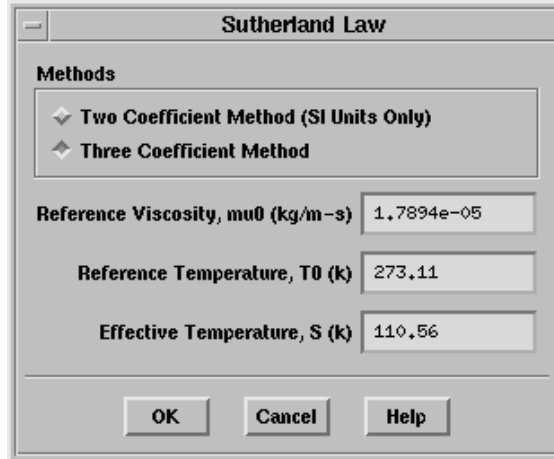 Sutherland Law
Methods
Two Coefficient Method (SI Units Only)
Three Coefficient Method
Reference Viscosity, mu0 (kg/m-s) 1.7894e-05
Reference Temperature, T0 (k) 273.11
Effective Temperature, S (k) 110.56
OK Cancel Help